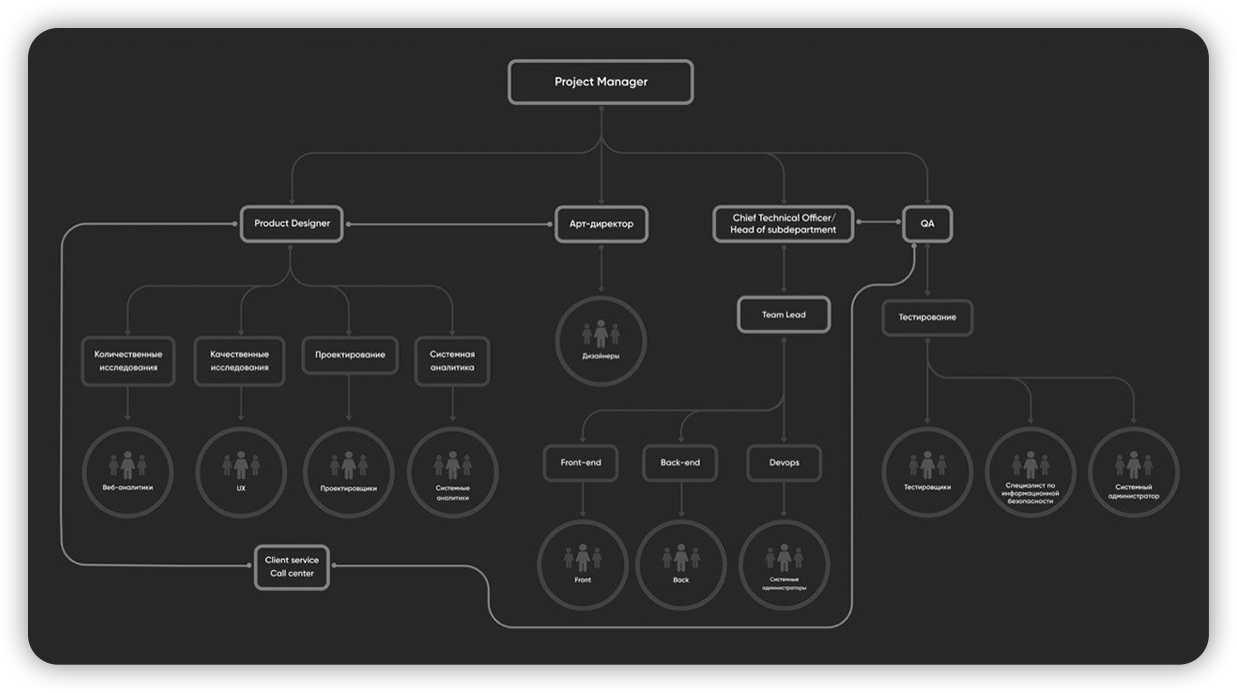 Project Manager
Product Designer
Арт-директор
Chief Technical Officer/
Head of subdepartment
QA
Team Lead
Тестирование
Дизайнеры
Количественные
исследования
Качественные
исследования
Проектирование
Системная
аналитика
Front-end
Back-end
Devops
Веб-аналитики
UX
Проектировщики
Системные
аналитики
Тестировщики
Специалист по
информационной
безопасности
Системный
администратор
Client service
Call center
Front
Back
Системные
администраторы